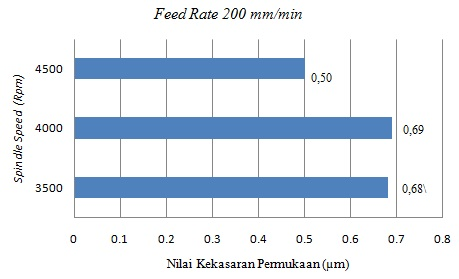 Feed Rate 200 mm/min
Spindle Speed (Rpm)
4500
0,50
4000
0,69
3500
0,68\
0 0.1 0.2 0.3 0.4 0.5 0.6 0.7 0.8
Nilai Kekasaran Permukaan (µm)